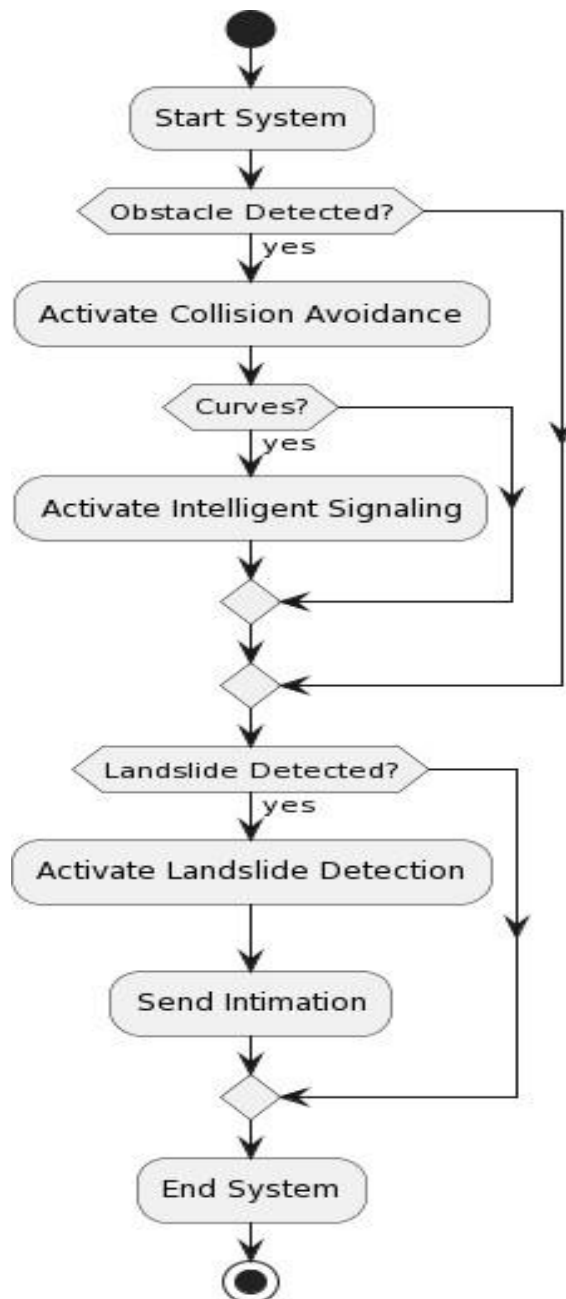 Start System
Obstacle Detected?
yes
Activate Collision Avoidance
Curves?
yes
Activate Intelligent Signaling
Landslide Detected?
yes
Activate Landslide Detection
Send Intimation
End System